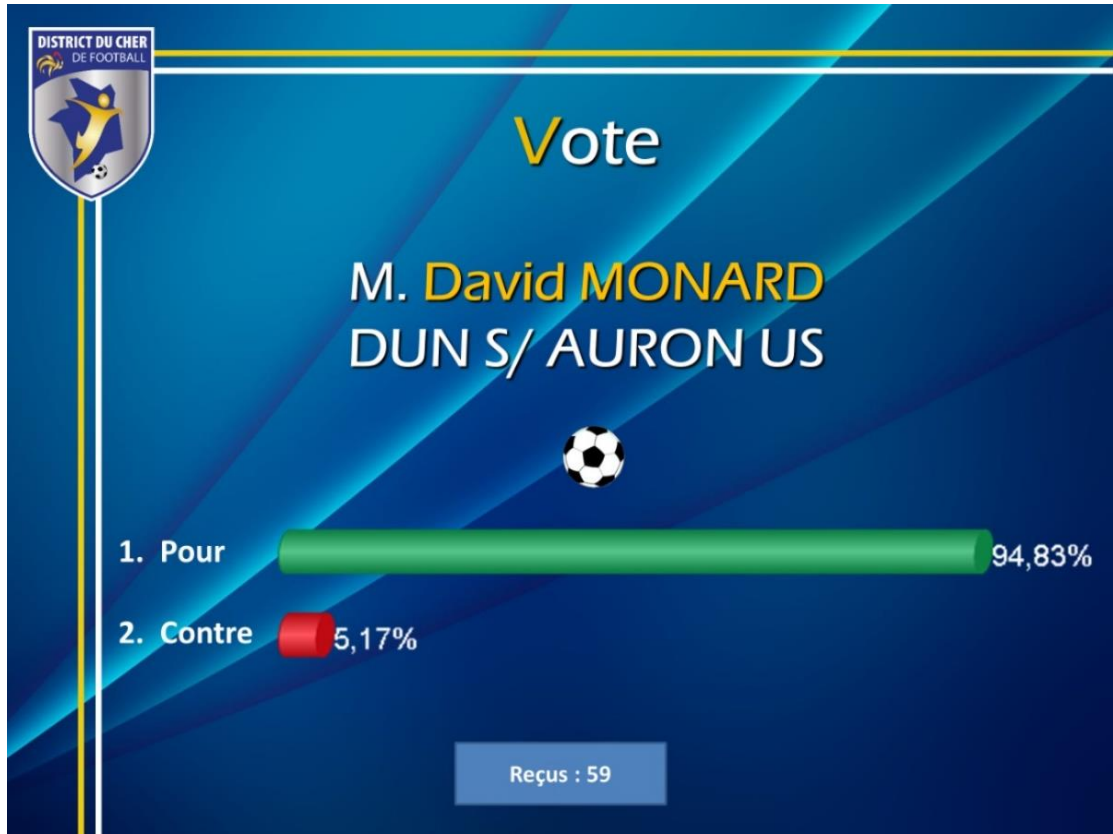 DISTRICT DU CHER
DE FOOTBALL
Vote
M. David MONARD
DUN S/ AURON US
1. Pour 94,83%
2. Contre 5,17%
Reçus : 59